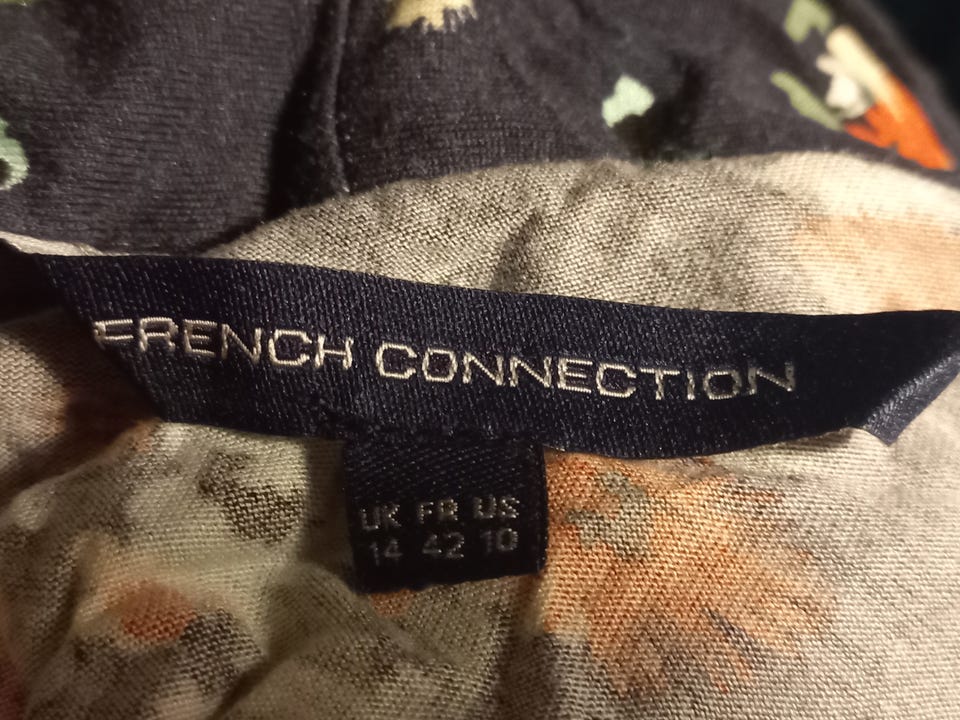 FRENCH CONNECTION
UK FR US
14 42 10